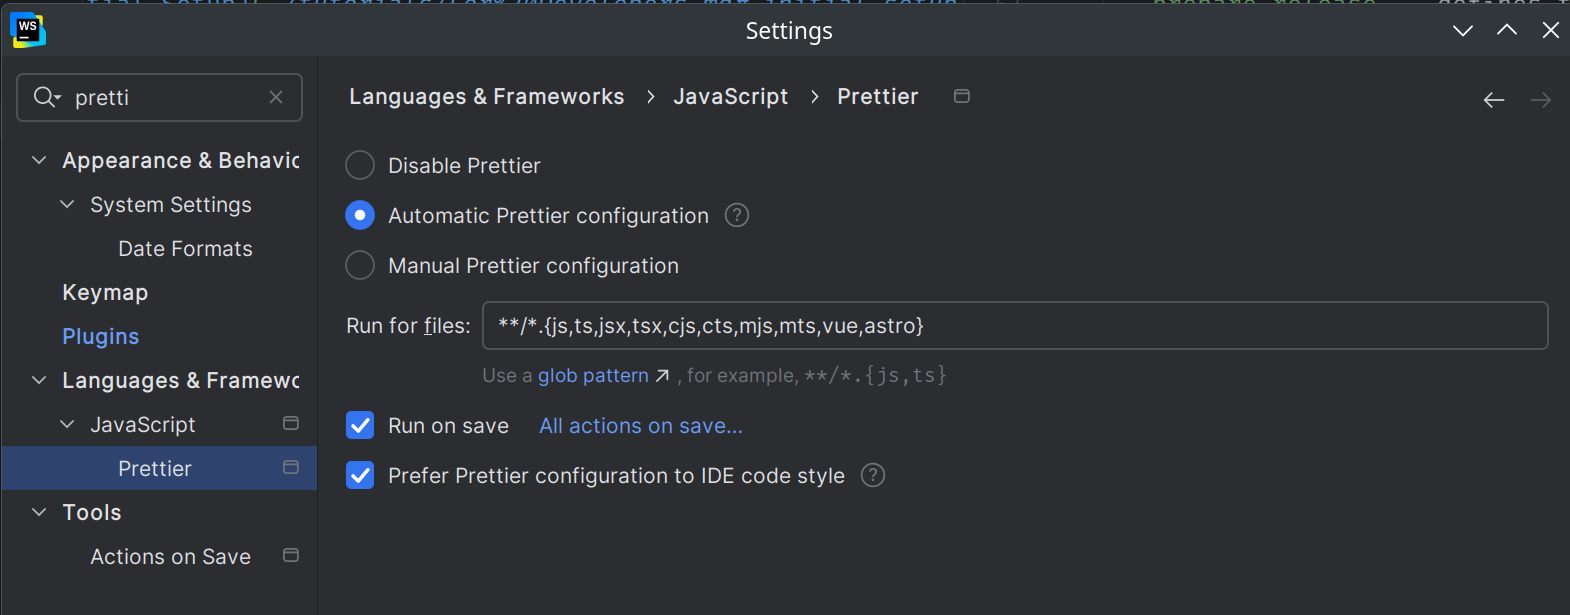 WS
Settings
pretti
Appearance & Behavio
System Settings
Date Formats
Keymap
Plugins
Languages & Framewo
JavaScript
Prettier
Tools
Actions on Save
Languages & Frameworks › JavaScript › Prettier
Disable Prettier
Automatic Prettier configuration ?
Manual Prettier configuration
Run for files: **/*.{js,ts,jsx,tsx,cjs,cts,mjs,mts,vue,astro}
Use a glob pattern ↗ , for example, **/*.{js,ts}
Run on save All actions on save...
Prefer Prettier configuration to IDE code style ?